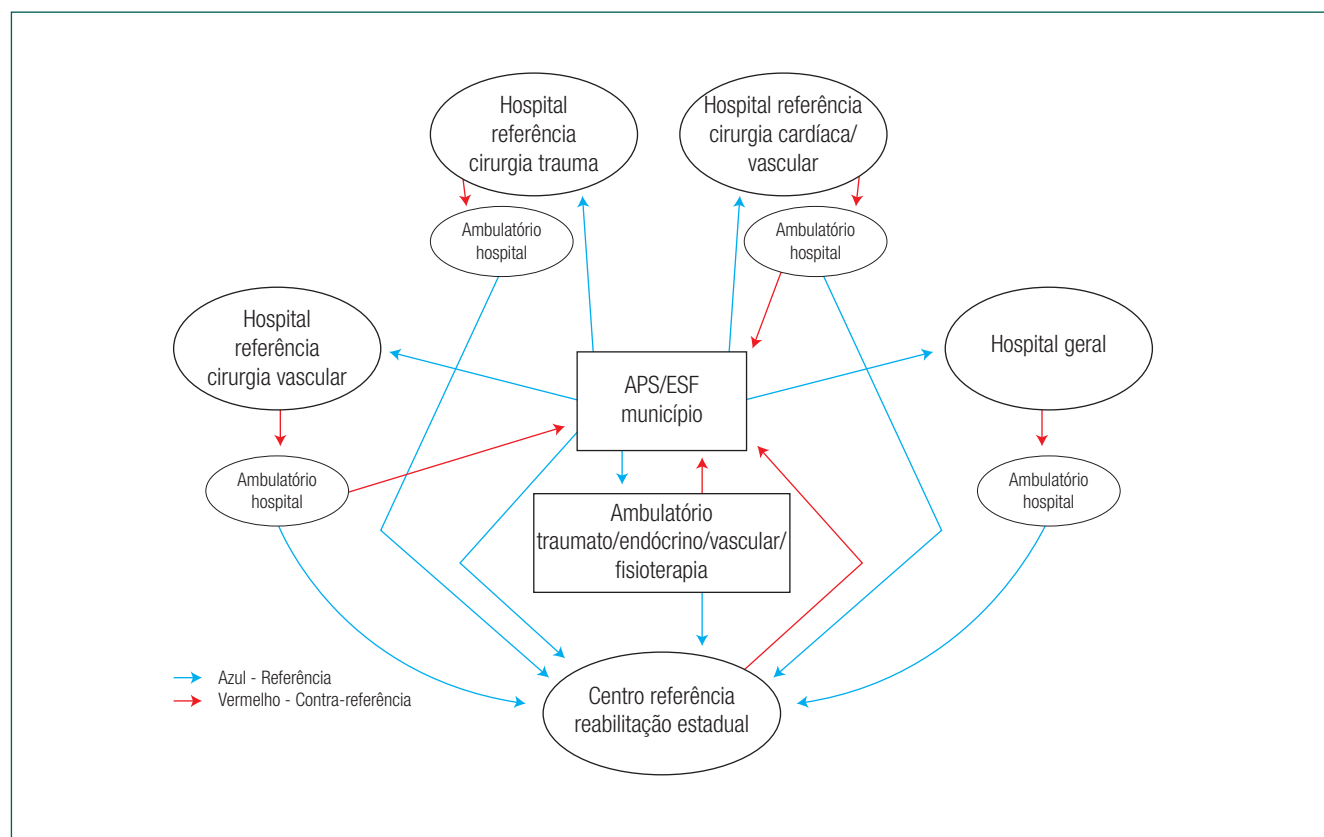 Hospital
referência
cirurgia trauma
Hospital referência
cirurgia cardíaca/
vascular
Ambulatório
hospital
Ambulatório
hospital
Hospital
referência
cirurgia vascular
APS/ESF
município
Hospital geral
Ambulatório
hospital
Ambulatório
traumato/endócrino/vascular/
fisioterapia
Ambulatório
hospital
Azul - Referência
Vermelho - Contra-referência
Centro referência
reabilitação estadual